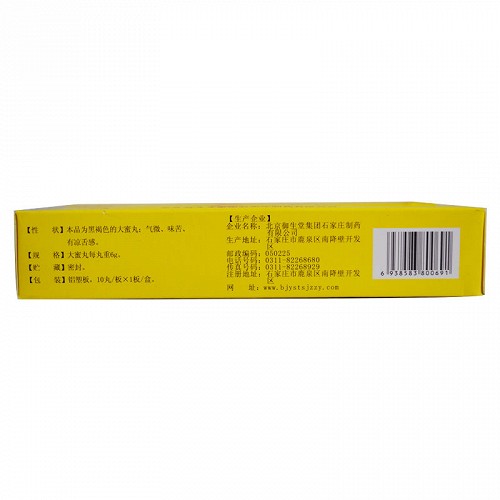 【性　状】本品为黑褐色的大蜜丸；气微，味苦、
有凉舌感。
【规　格】大蜜丸每丸重6g。
【贮　藏】密封。
【包　装】铝塑板，10丸/板×1板/盒。
【生产企业】
企业名称：北京御生堂集团石家庄制药
有限公司
生产地址：石家庄市鹿泉区南降壁开发
区
邮政编码：050225
电话号码：0311-82268680
传真号码：0311-82268929
注册地址：石家庄市鹿泉区南降壁开发
区
网　址：www.bjystsjzzy.com
6 938583 800691